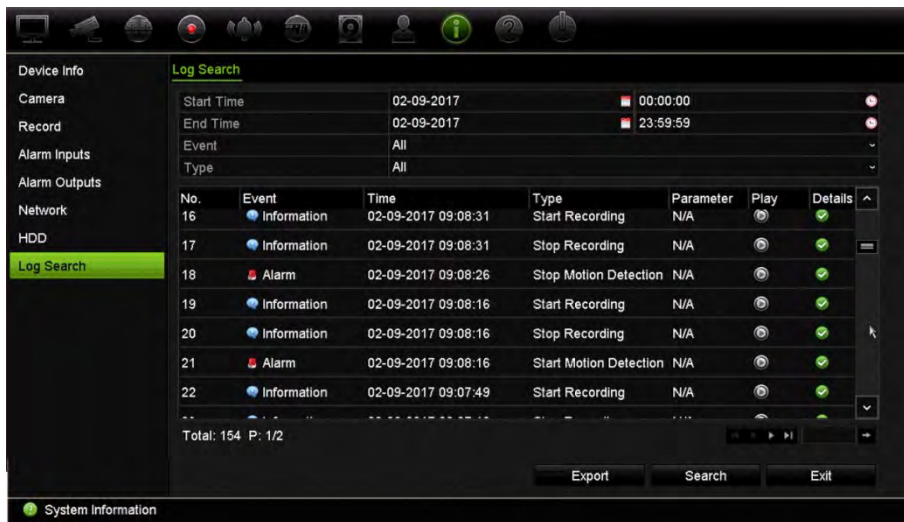 Device Info
Camera
Record
Alarm Inputs
Alarm Outputs
Network
HDD
Log Search
Log Search
Start Time 02-09-2017 00:00:00
End Time 02-09-2017 23:59:59
Event All
Type All
No. Event Time Type Parameter Play Details
16 Information 02-09-2017 09:08:31 Start Recording N/A
17 Information 02-09-2017 09:08:31 Stop Recording N/A
18 Alarm 02-09-2017 09:08:26 Stop Motion Detection N/A
19 Information 02-09-2017 09:08:16 Start Recording N/A
20 Information 02-09-2017 09:08:16 Stop Recording N/A
21 Alarm 02-09-2017 09:08:16 Start Motion Detection N/A
22 Information 02-09-2017 09:07:49 Start Recording N/A
Total: 154 P: 1/2
Export Search Exit
System Information